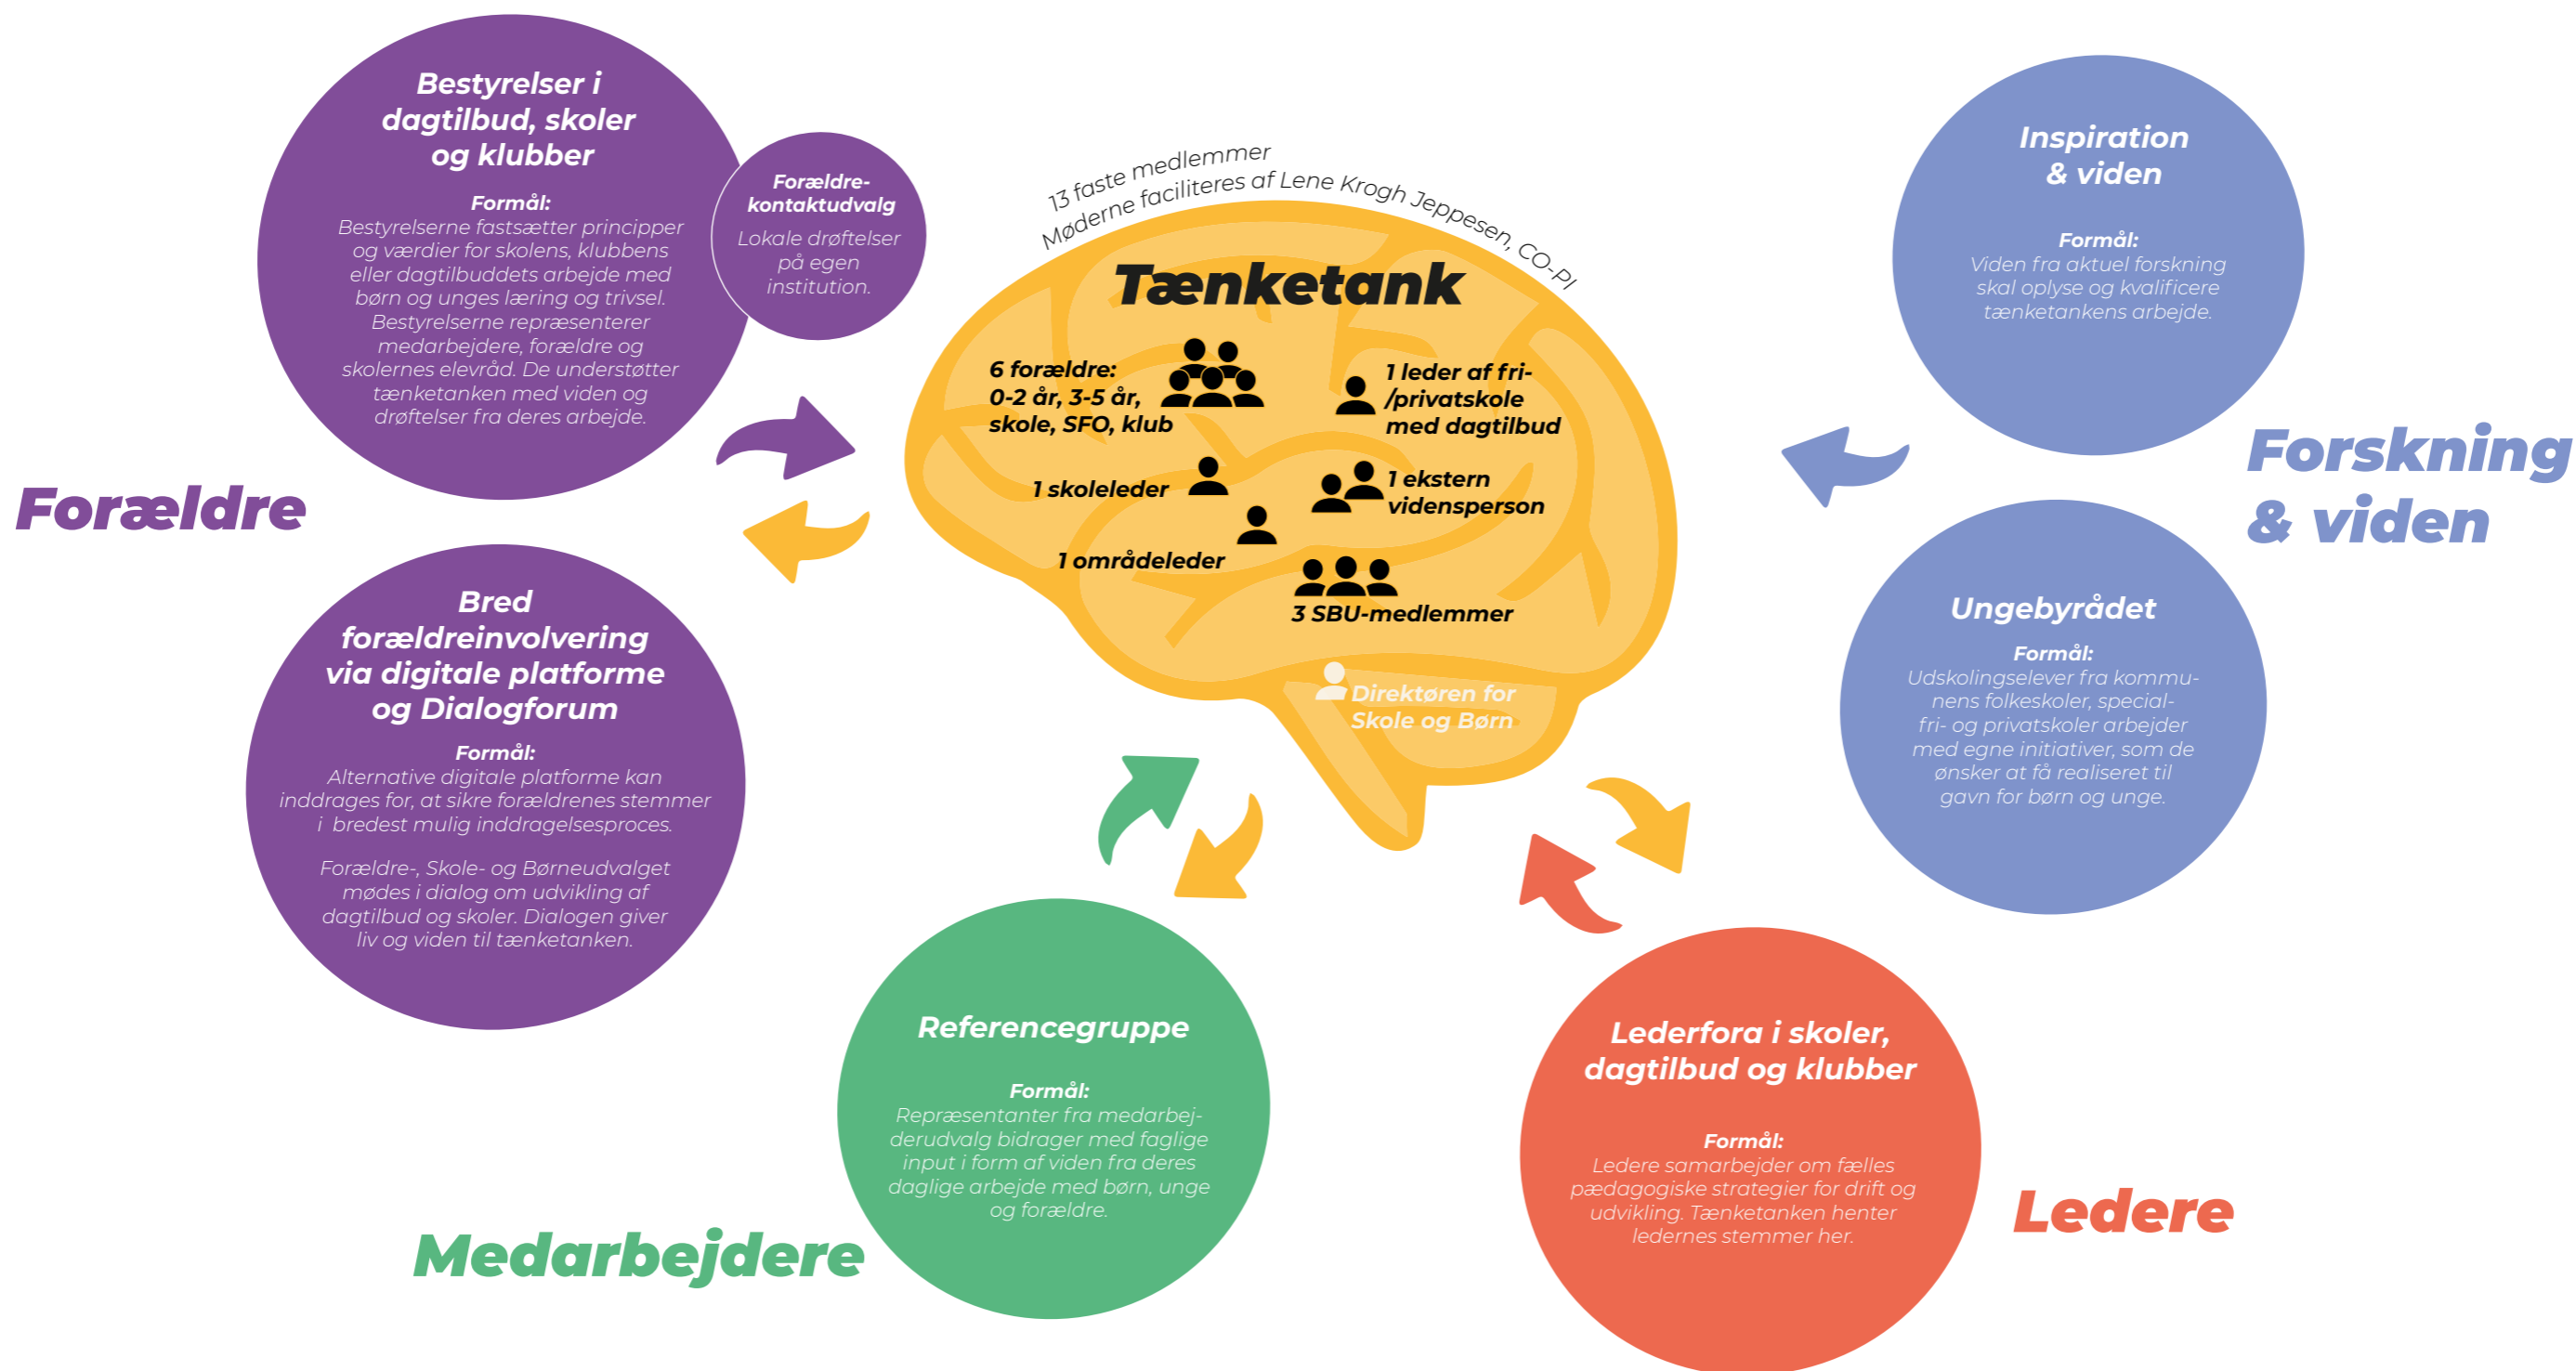 Bestyrelser i
dagtilbud, skoler
og klubber
Formål:
Bestyrelserne fastsætter principper
og værdier for skolens, klubbens
eller dagtilbuddets arbejde med
børn og unges læring og trivsel.
Bestyrelserne repræsenterer
medarbejdere, forældre og
skolernes elevråd. De understøtter
tænketanken med viden og
drøftelser fra deres arbejde.
Forældre-
kontaktudvalg
Lokale drøftelser
på egen
institution.
Forældre
Bred
forældreinvolvering
via digitale platforme
og Dialogforum
Formål:
Alternative digitale platforme kan
inddrages for, at sikre forældrenes stemmer
i bredest mulig inddragelsesproces.
Forældre-, Skole- og Børneudvalget
mødes i dialog om udvikling af
dagtilbud og skoler. Dialogen giver
liv og viden til tænketanken.
13 faste medlemmer
Møderne faciliteres af Lene Krogh Jeppesen, CO-PI
Tænketank
6 forældre:
0-2 år, 3-5 år,
skole, SFO, klub
1 leder af fri-
/privatskole
med dagtilbud
1 skoleleder
1 ekstern
vidensperson
1 områdeleder
3 SBU-medlemmer
Direktøren for
Skole og Børn
Inspiration
& viden
Formål:
Viden fra aktuel forskning
skal oplyse og kvalificere
tænketankens arbejde.
Forskning
& viden
Ungebyrådet
Formål:
Udskolingselever fra kommu-
nens folkeskoler, special-
fri- og privatskoler arbejder
med egne initiativer, som de
ønsker at få realiseret til
gavn for børn og unge.
Referencegruppe
Formål:
Repræsentanter fra medarbej-
derudvalg bidrager med faglige
input i form af viden fra deres
daglige arbejde med børn, unge
og forældre.
Medarbejdere
Lederfora i skoler,
dagtilbud og klubber
Formål:
Ledere samarbejder om fælles
pædagogiske strategier for drift og
udvikling. Tænketanken henter
ledernes stemmer her.
Ledere